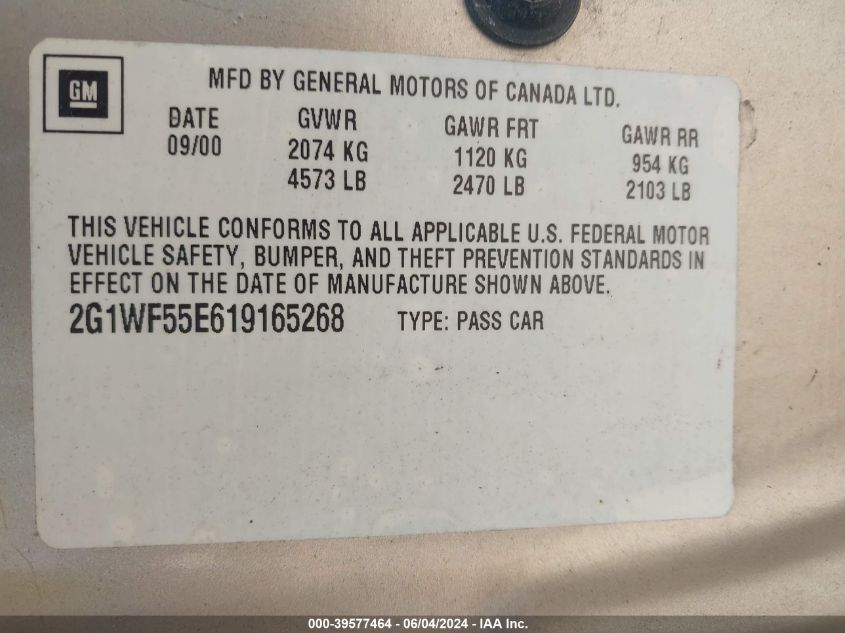 GM
MFD BY GENERAL MOTORS OF CANADA LTD.
DATE GVWR GAWR FRT GAWR RR
09/00 2074 KG 1120 KG 954 KG
4573 LB 2470 LB 2103 LB
THIS VEHICLE CONFORMS TO ALL APPLICABLE U.S. FEDERAL MOTOR
VEHICLE SAFETY, BUMPER, AND THEFT PREVENTION STANDARDS IN
EFFECT ON THE DATE OF MANUFACTURE SHOWN ABOVE.
2G1WF55E619165268 TYPE: PASS CAR
000-39577464 - 06/04/2024 - IAA Inc.